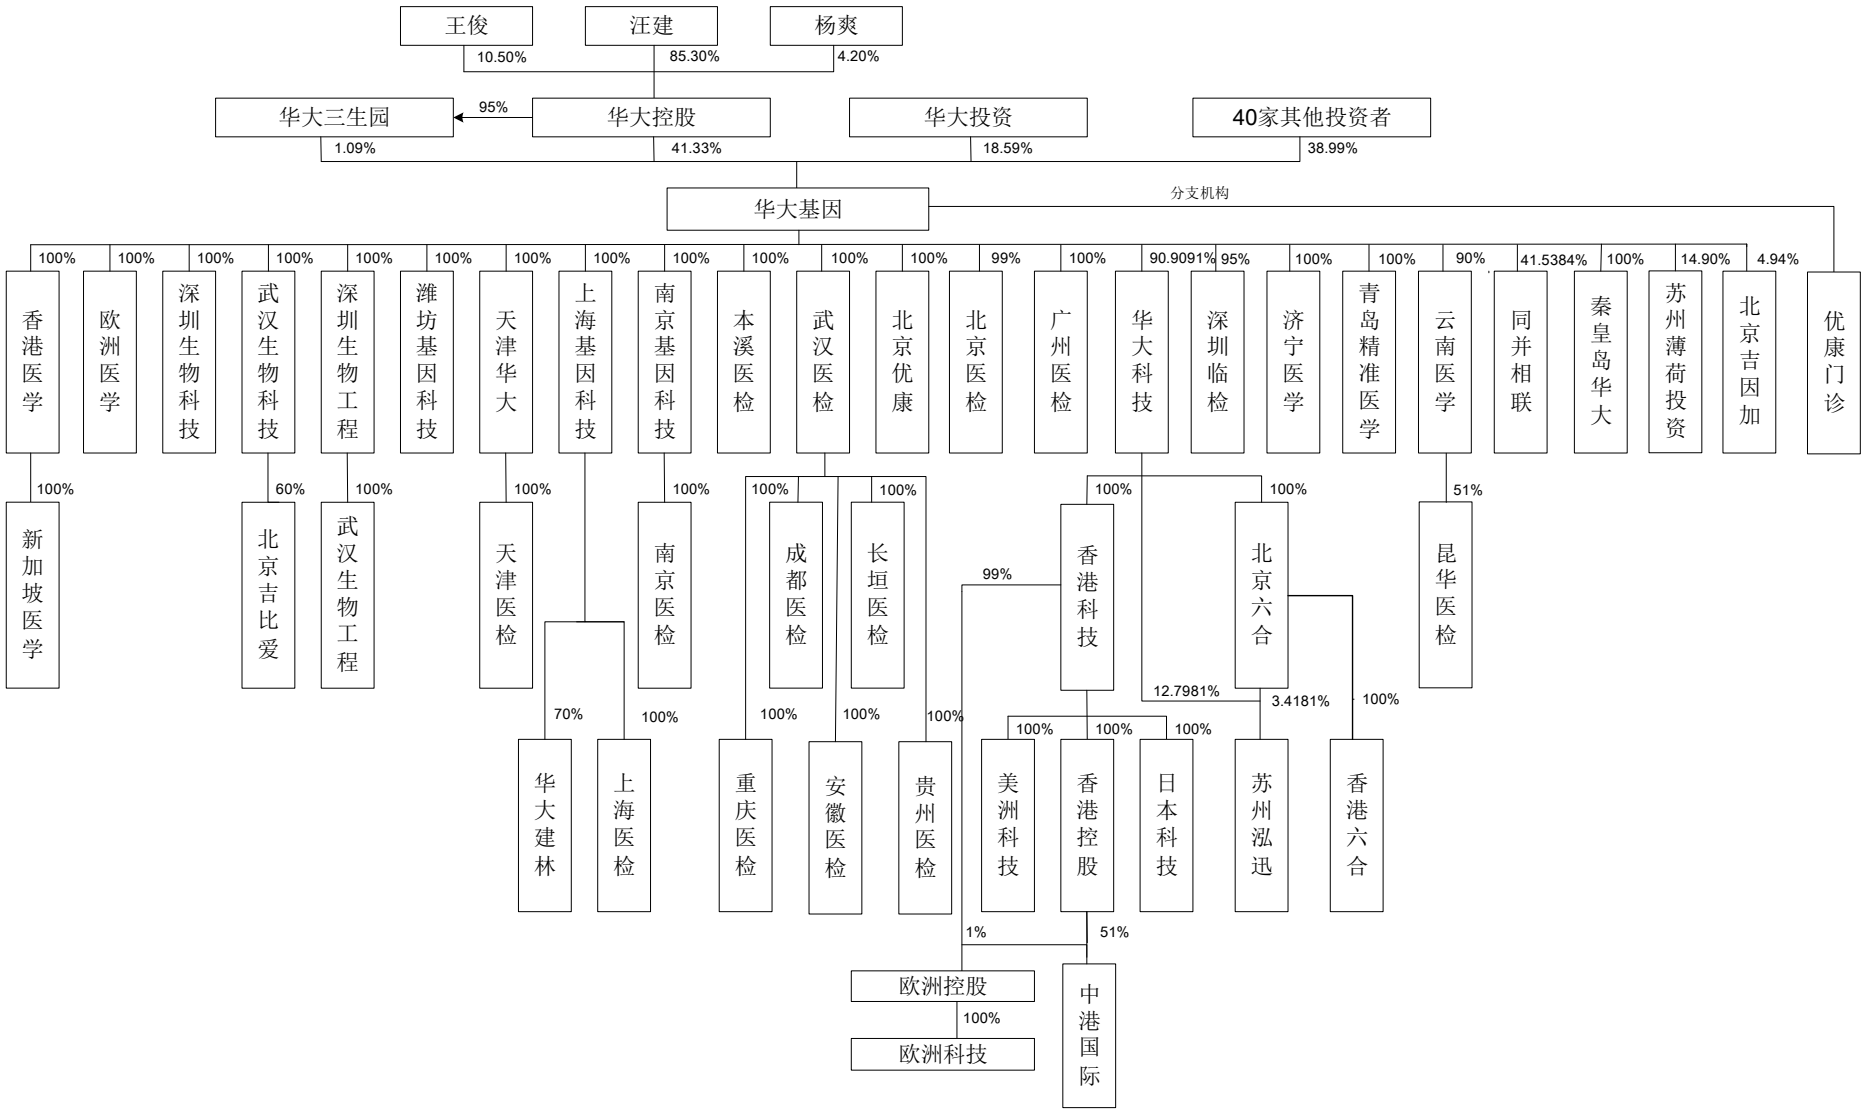 王俊
汪建
杨爽
10.50%
85.30%
4.20%
华大三生园
95%
华大控股
华大投资
40家其他投资者
1.09%
41.33%
18.59%
38.99%
华大基因
分支机构
100%
100%
100%
100%
100%
100%
100%
100%
100%
100%
100%
100%
99%
100%
90.9091%
95%
100%
100%
90%
41.5384%
100%
14.90%
4.94%
香港医学
欧洲医学
深圳生物科技
武汉生物科技
深圳生物工程
潍坊基因科技
天津华大
上海基因科技
南京基因科技
本溪医检
武汉医检
北京优康
北京医检
广州医检
华大科技
深圳临检
济宁医学
青岛精准医学
云南医学
同并相联
秦皇岛华大
苏州薄荷投资
北京吉因加
优康门诊
100%
60%
100%
100%
100%
100%
100%
100%
100%
51%
新加坡医学
北京吉比爱
武汉生物工程
天津医检
南京医检
成都医检
长垣医检
香港科技
北京六合
昆华医检
99%
12.7981%
3.4181%
100%
70%
100%
100%
100%
100%
100%
100%
100%
华大建林
上海医检
重庆医检
安徽医检
贵州医检
美洲科技
香港控股
日本科技
苏州泓迅
香港六合
1%
51%
欧洲控股
100%
欧洲科技
中港国际